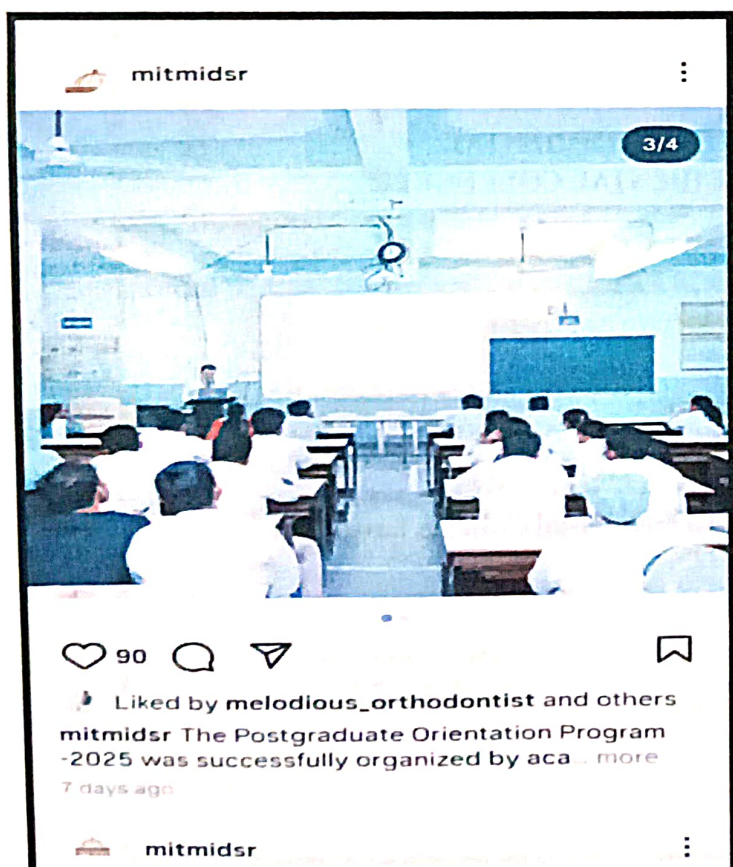 mitmidsr
3/4
90
Liked by melodious_orthodontist and others
mitmidsr The Postgraduate Orientation Program
-2025 was successfully organized by aca... more
7 days ago
mitmidsr